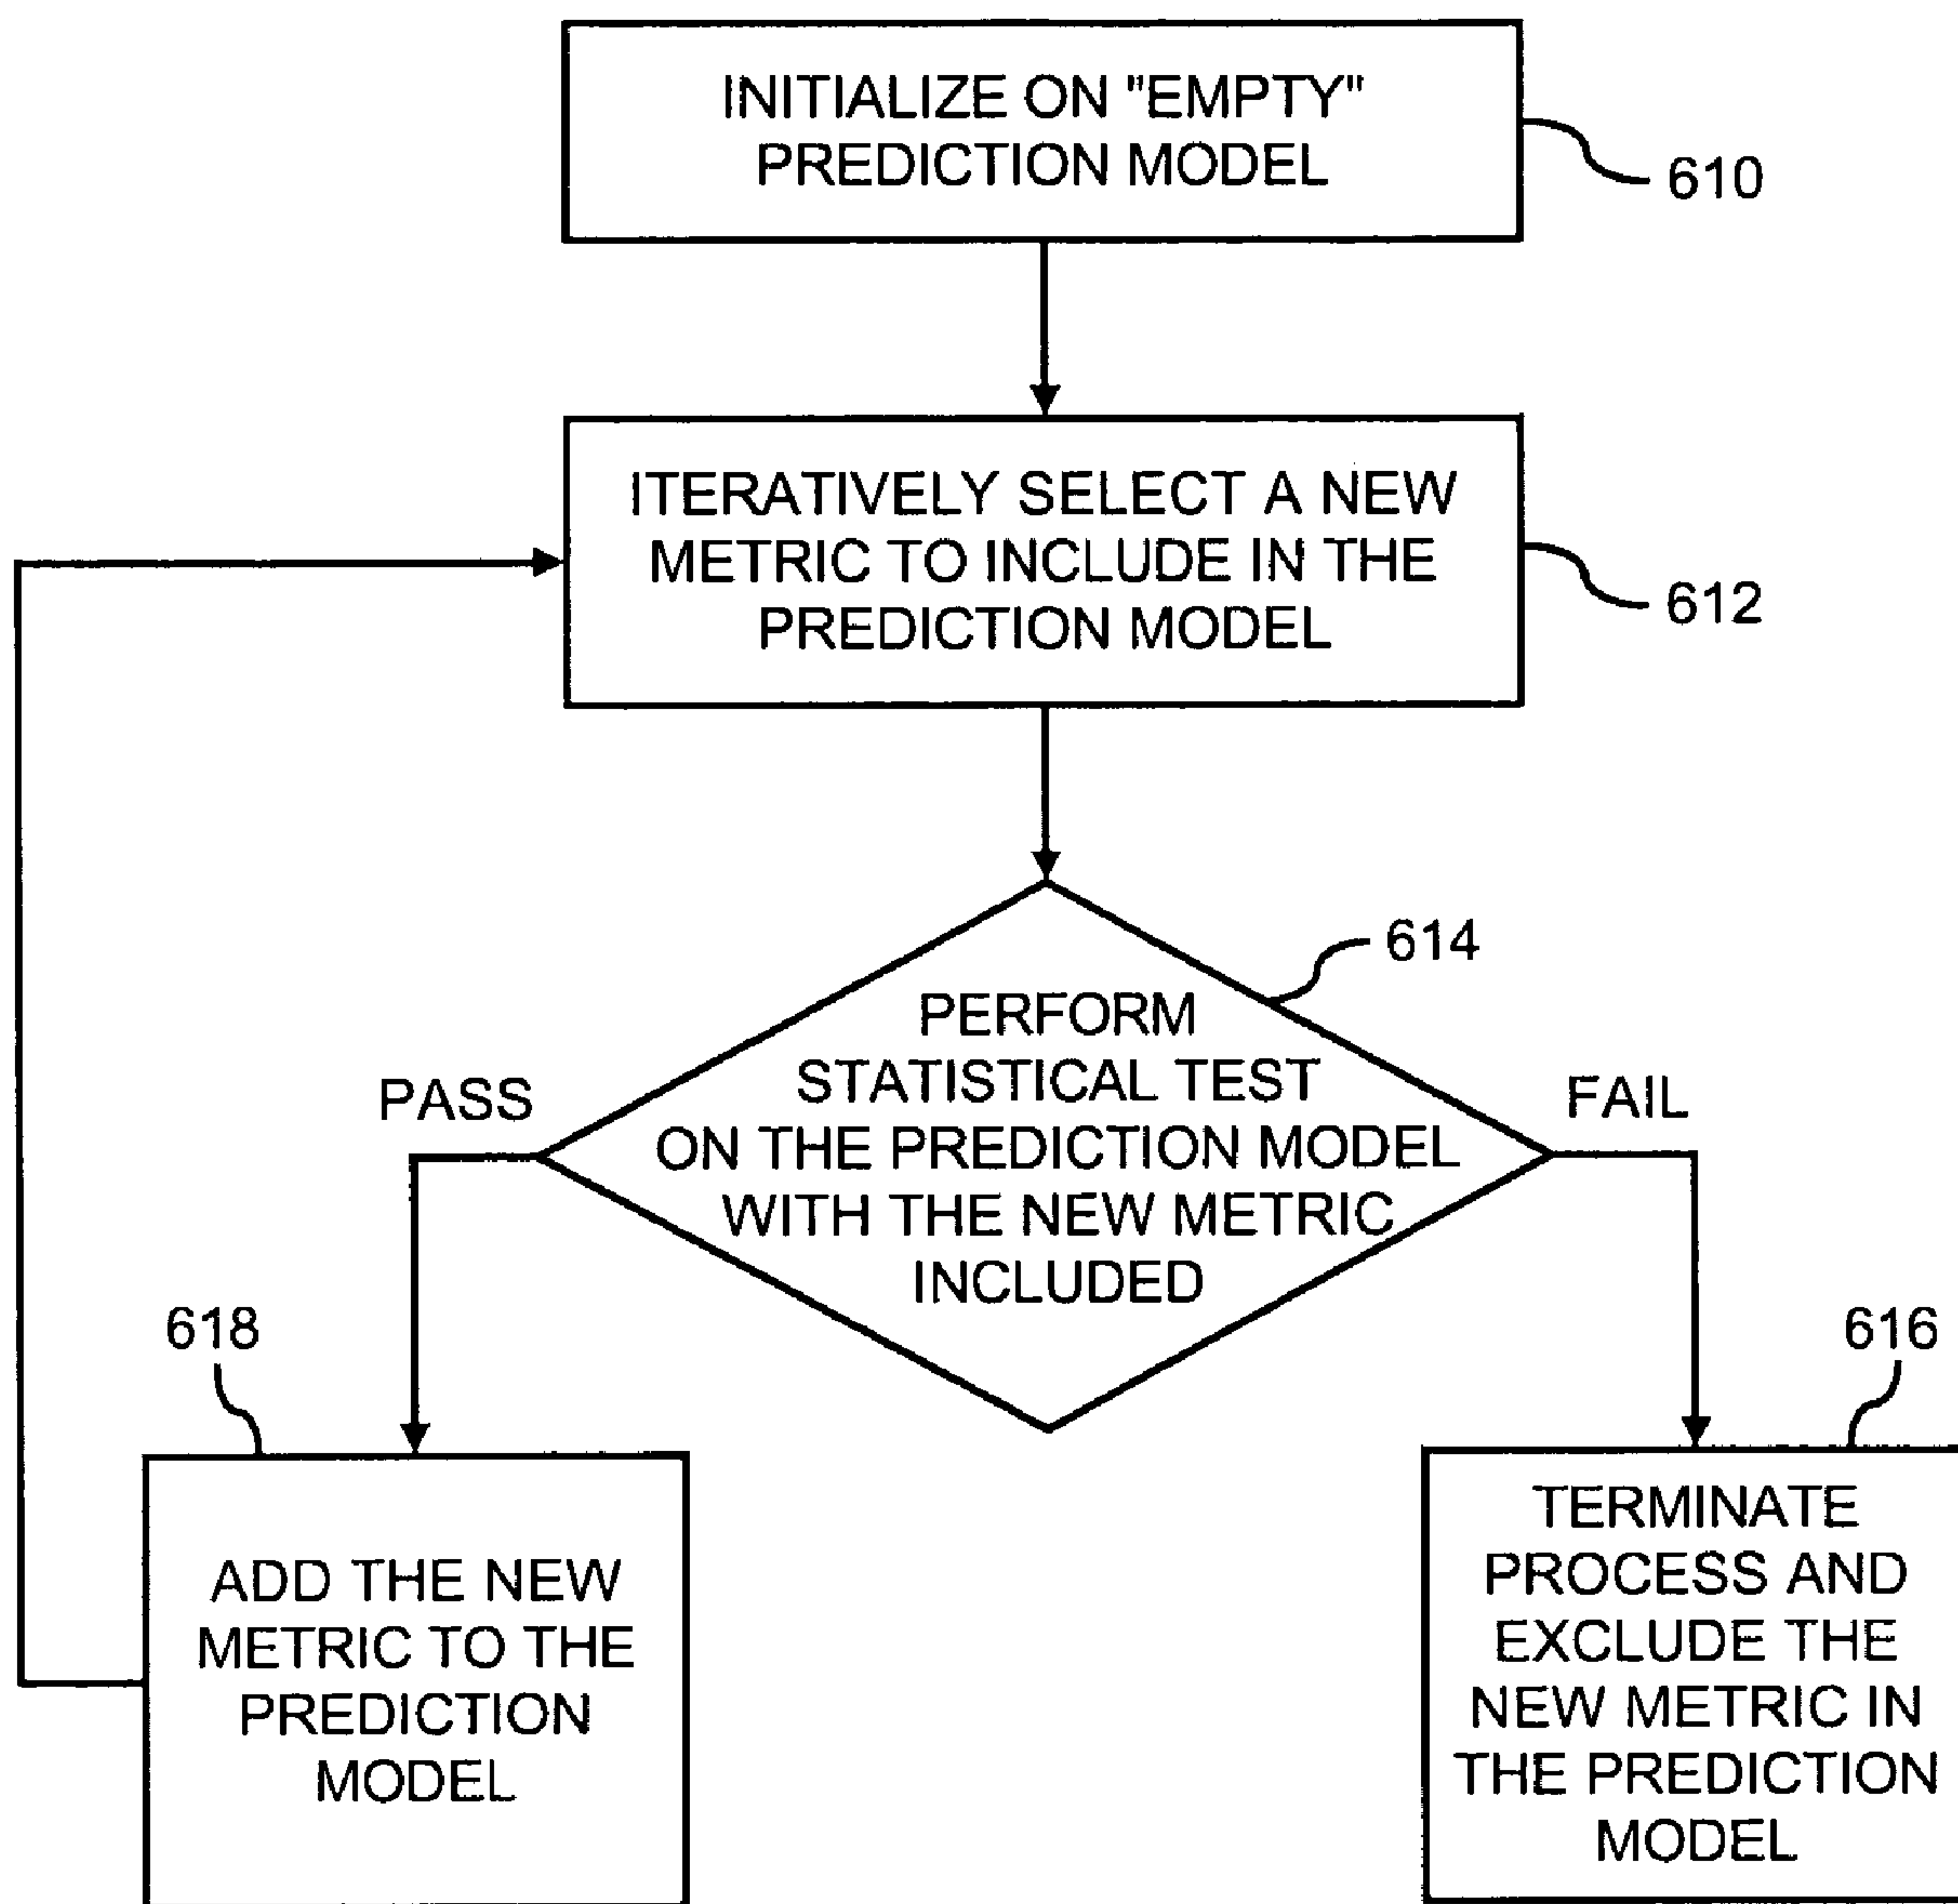 INITIALIZE ON "EMPTY"
PREDICTION MODEL
610
ITERATIVELY SELECT A NEW
METRIC TO INCLUDE IN THE
PREDICTION MODEL
612
614
PERFORM
STATISTICAL TEST
ON THE PREDICTION MODEL
WITH THE NEW METRIC
INCLUDED
PASS
FAIL
618
ADD THE NEW
METRIC TO THE
PREDICTION
MODEL
616
TERMINATE
PROCESS AND
EXCLUDE THE
NEW METRIC IN
THE PREDICTION
MODEL